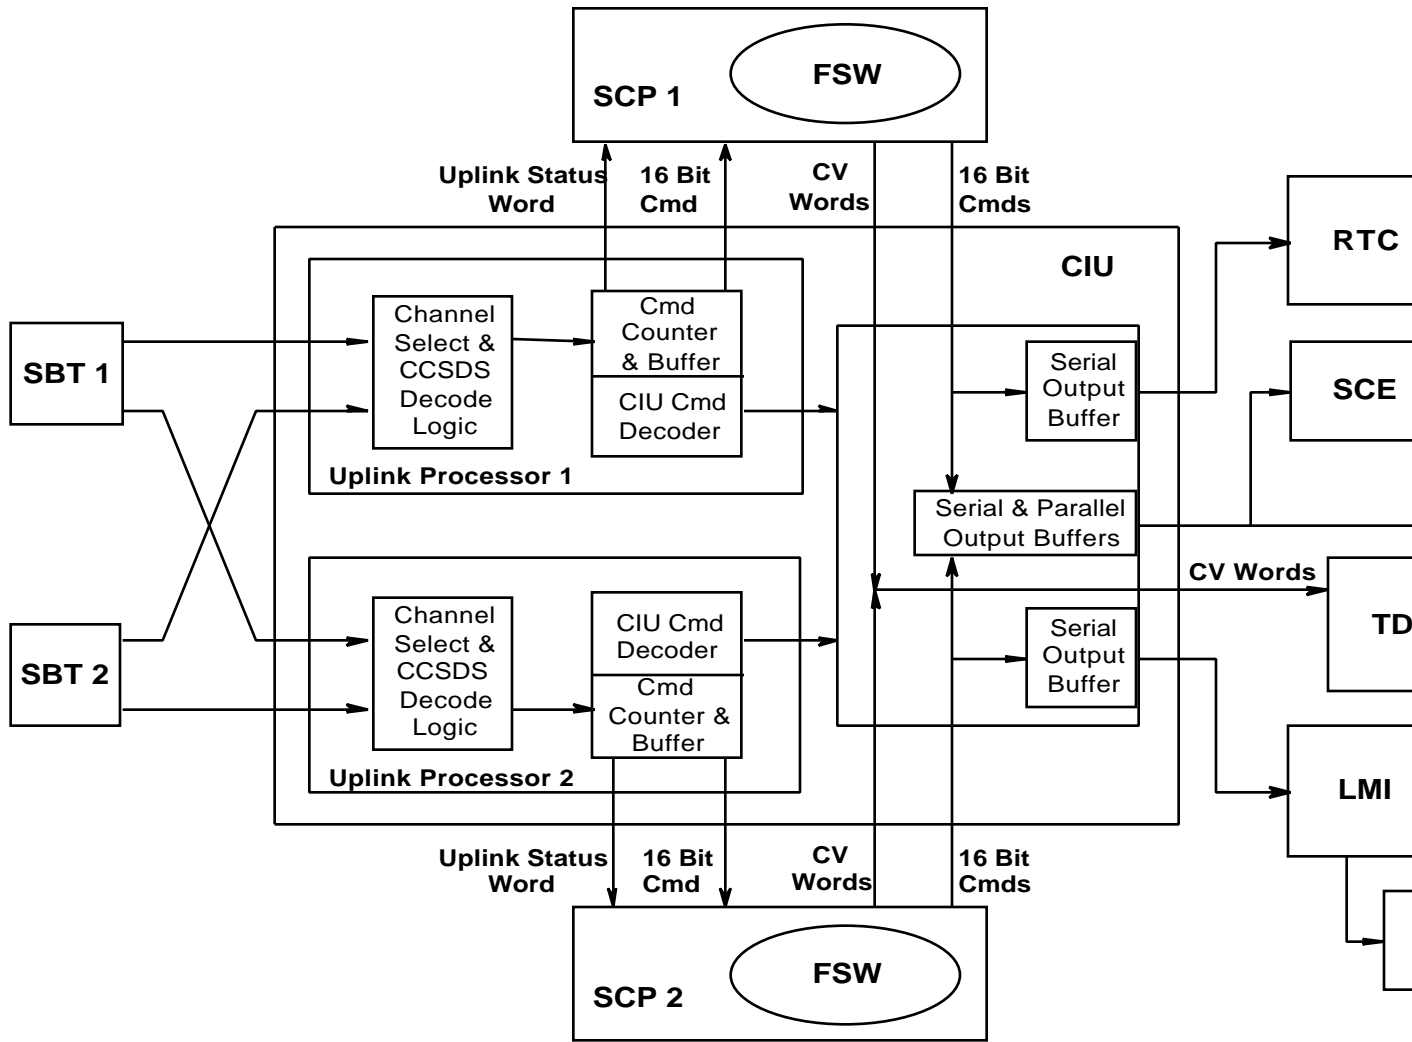 FSW
SCP 1
Uplink Status
Word
16 Bit
Cmd
CV
Words
16 Bit
Cmds
RTC
CIU
Channel
Select &
CCSDS
Decode
Logic
Cmd
Counter
& Buffer
CIU Cmd
Decoder
Uplink Processor 1
Serial
Output
Buffer
SBT 1
SCE
Serial & Parallel
Output Buffers
CV Words
TD
Channel
Select &
CCSDS
Decode
Logic
CIU Cmd
Decoder
Cmd
Counter &
Buffer
Uplink Processor 2
Serial
Output
Buffer
SBT 2
LMI
Uplink Status
Word
16 Bit
Cmd
CV
Words
16 Bit
Cmds
FSW
SCP 2